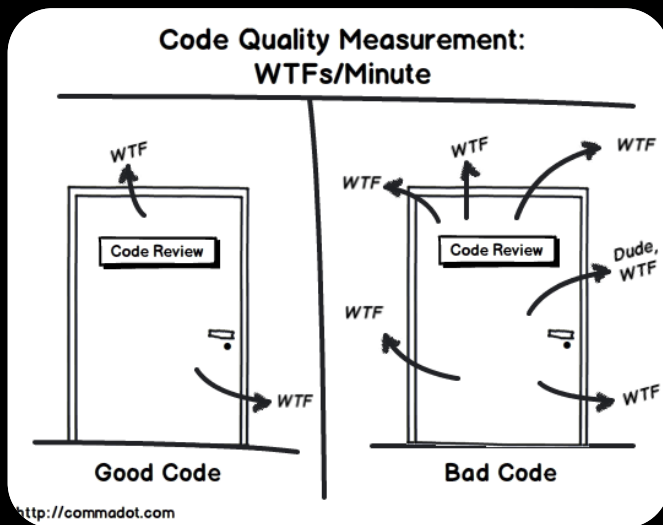 Code Quality Measurement:
WTFs/Minute
WTF
Code Review
WTF
Good Code
WTF
WTF
WTF
Code Review
Dude,
WTF
WTF
WTF
Bad Code
http://commadot.com